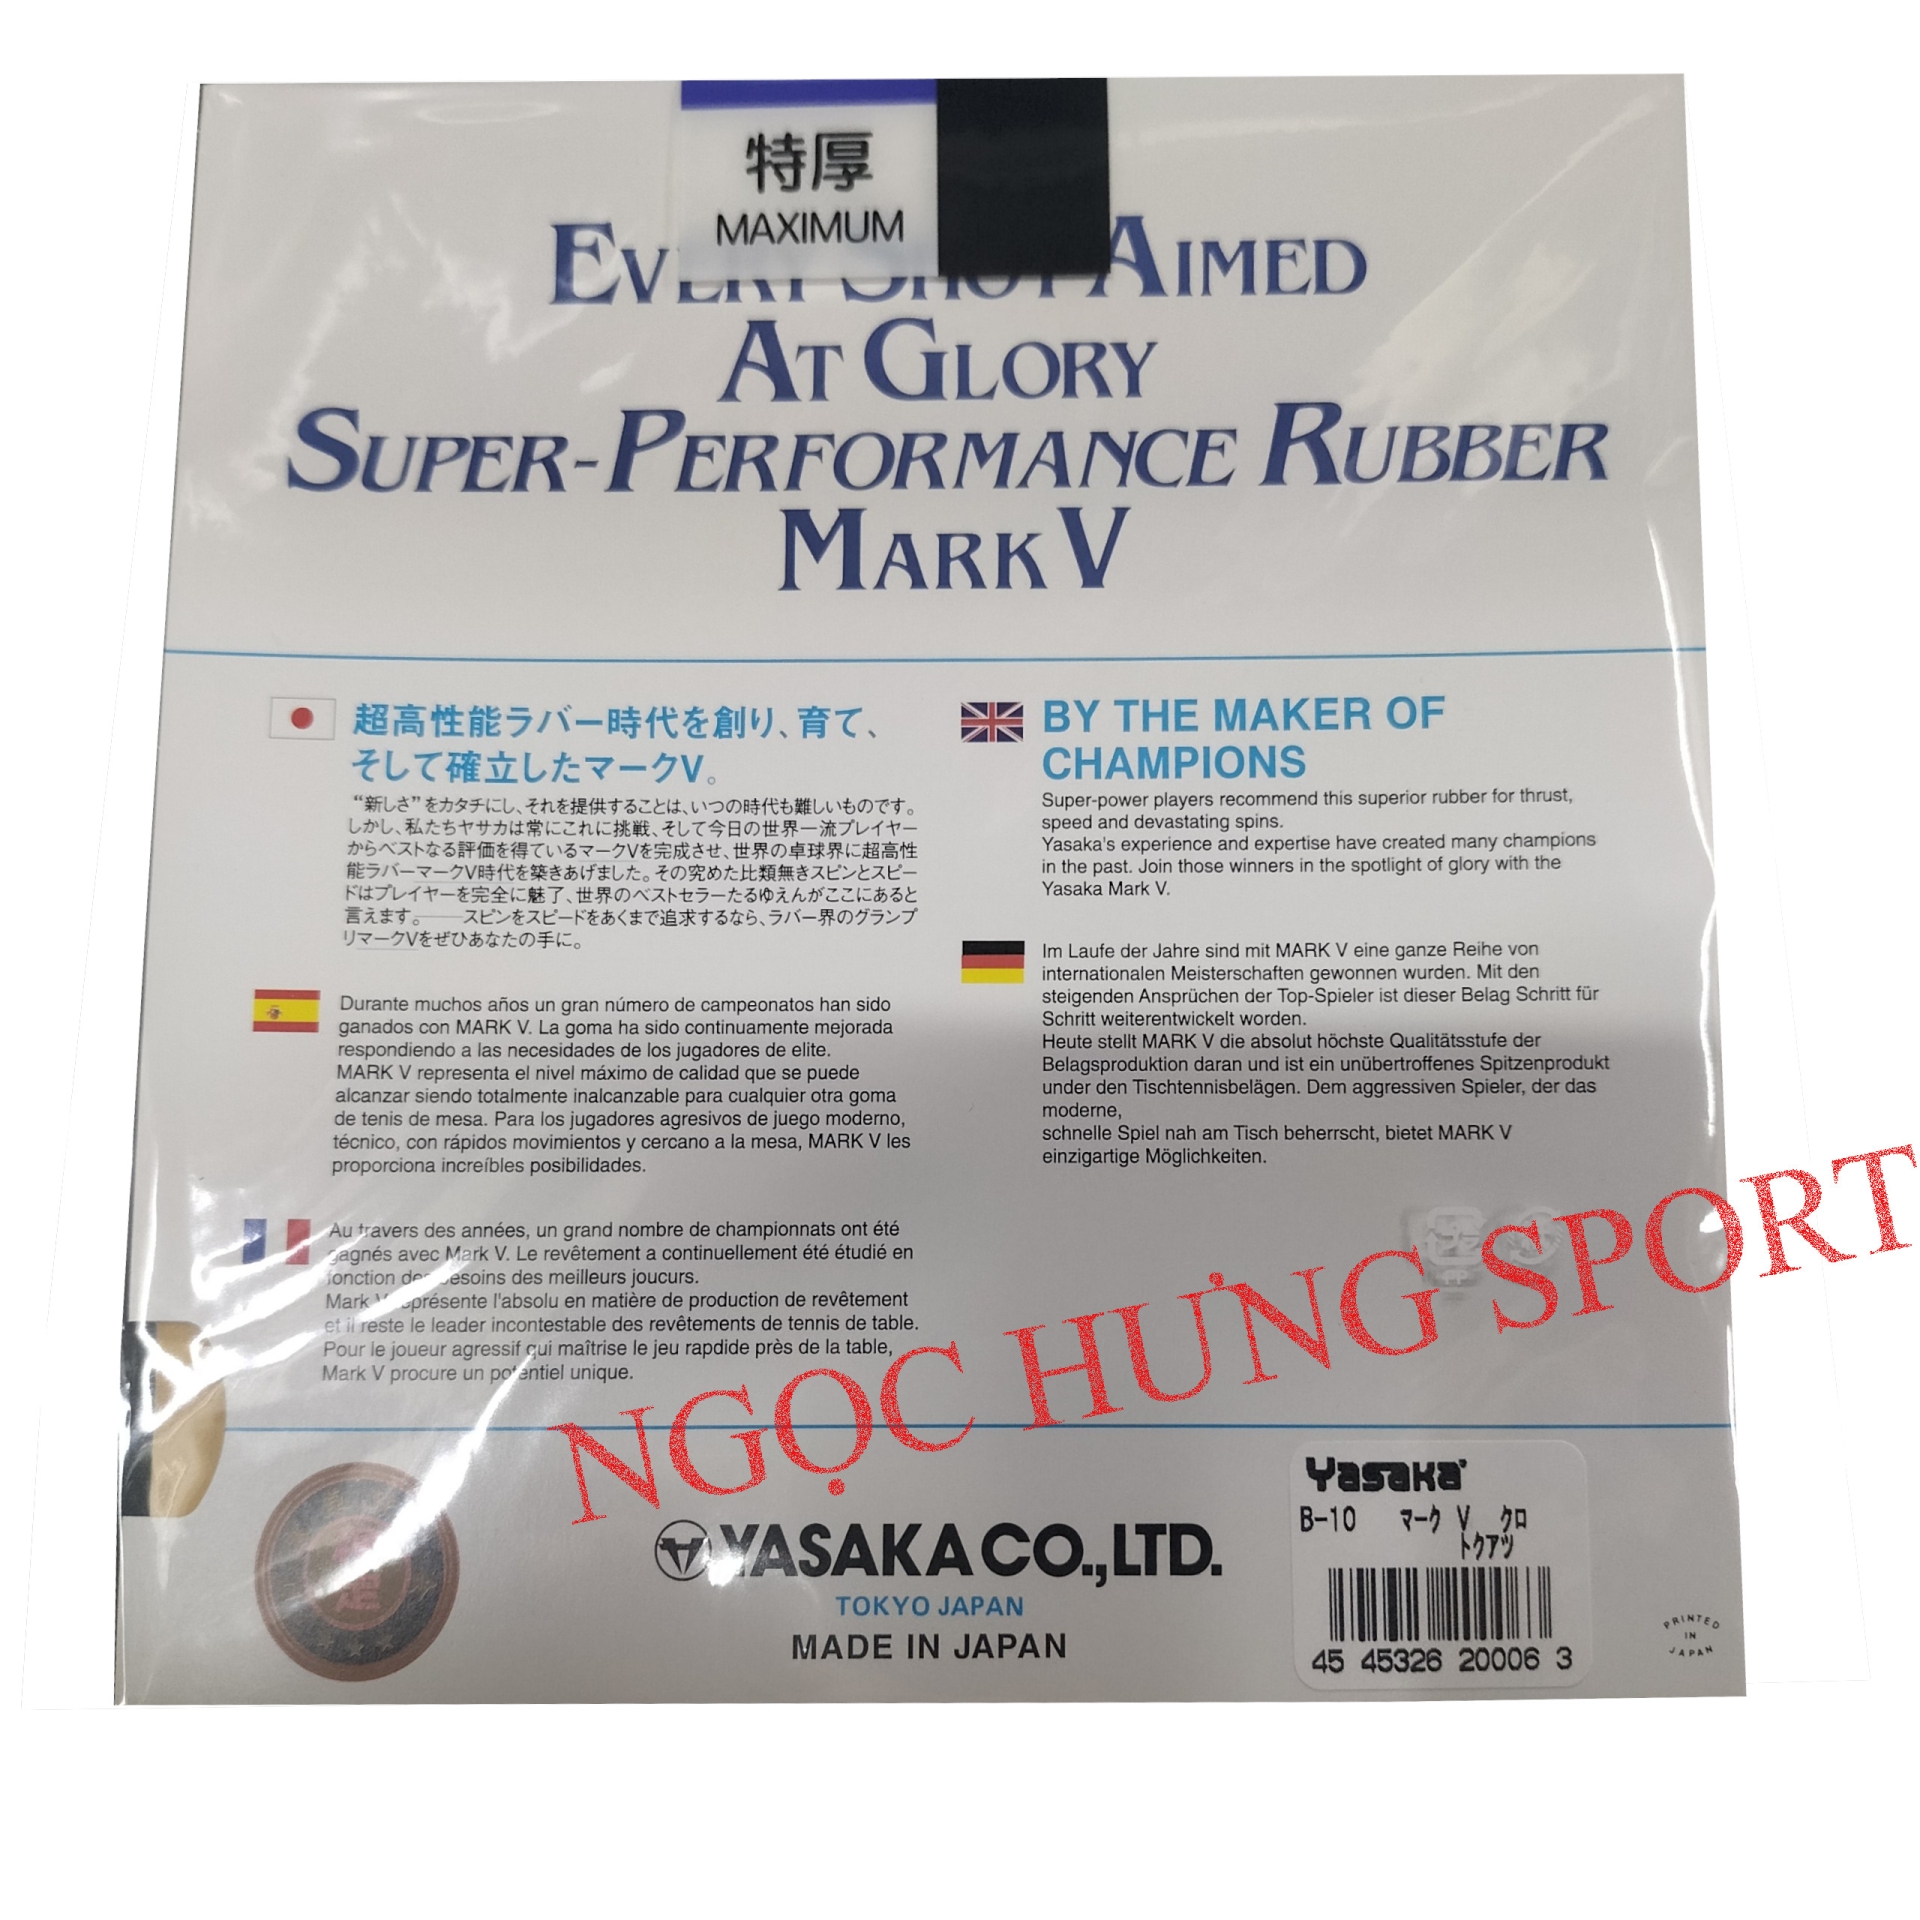 特厚
MAXIMUM
EVERY SHOT AIMED
AT GLORY
SUPER-PERFORMANCE RUBBER
MARK V
超高性能ラバー時代を創り、育て、
そして確立したマークV。
“新しさ”をカタチにし、それを提供することは、いつの時代も難しいものです。
しかし、私たちヤサカは常にこれに挑戦、そして今日の世界一流プレイヤー
からベストなる評価を得ているマークVを完成させ、世界の卓球界に超高性
能ラバーマークV時代を築きあげました。その究めた比類無きスピンとスピー
ドはプレイヤーを完全に魅了、世界のベストセラーたるゆえんがここにあると
言えます。——スピンをスピードをあくまで追求するなら、ラバー界のグランプ
リマークVをぜひあなたの手に。
Durante muchos años un gran número de campeonatos han sido
ganados con MARK V. La goma ha sido continuamente mejorada
respondiendo a las necesidades de los jugadores de elite.
MARK V representa el nivel máximo de calidad que se puede
alcanzar siendo totalmente inalcanzable para cualquier otra goma
de tenis de mesa. Para los jugadores agresivos de juego moderno,
técnico, con rápidos movimientos y cercano a la mesa, MARK V les
proporciona increíbles posibilidades.
Au travers des années, un grand nombre de championnats ont été
gagnés avec Mark V. Le revêtement a continuellement été étudié en
fonction des besoins des meilleurs joucurs.
Mark V représente l'absolu en matière de production de revêtement
et il reste le leader incontestable des revêtements de tennis de table.
Pour le joueur agressif qui maîtrise le jeu rapdide près de la table,
Mark V procure un potentiel unique.
BY THE MAKER OF
CHAMPIONS
Super-power players recommend this superior rubber for thrust,
speed and devastating spins.
Yasaka's experience and expertise have created many champions
in the past. Join those winners in the spotlight of glory with the
Yasaka Mark V.
Im Laufe der Jahre sind mit MARK V eine ganze Reihe von
internationalen Meisterschaften gewonnen wurden. Mit den
steigenden Ansprüchen der Top-Spieler ist dieser Belag Schritt für
Schritt weiterentwickelt worden.
Heute stellt MARK V die absolut höchste Qualitätsstufe der
Belagsproduktion daran und ist ein unübertroffenes Spitzenprodukt
under den Tischtennisbelägen. Dem aggressiven Spieler, der das
moderne,
schnelle Spiel nah am Tisch beherrscht, bietet MARK V
einzigartige Möglichkeiten.
NGỌC HƯNG SPORT
YASAKA CO.,LTD.
TOKYO JAPAN
MADE IN JAPAN
Yasaka
B-10 マーク V クロ
トクアツ
45 45326 20006 3
PRINTED
IN
JAPAN